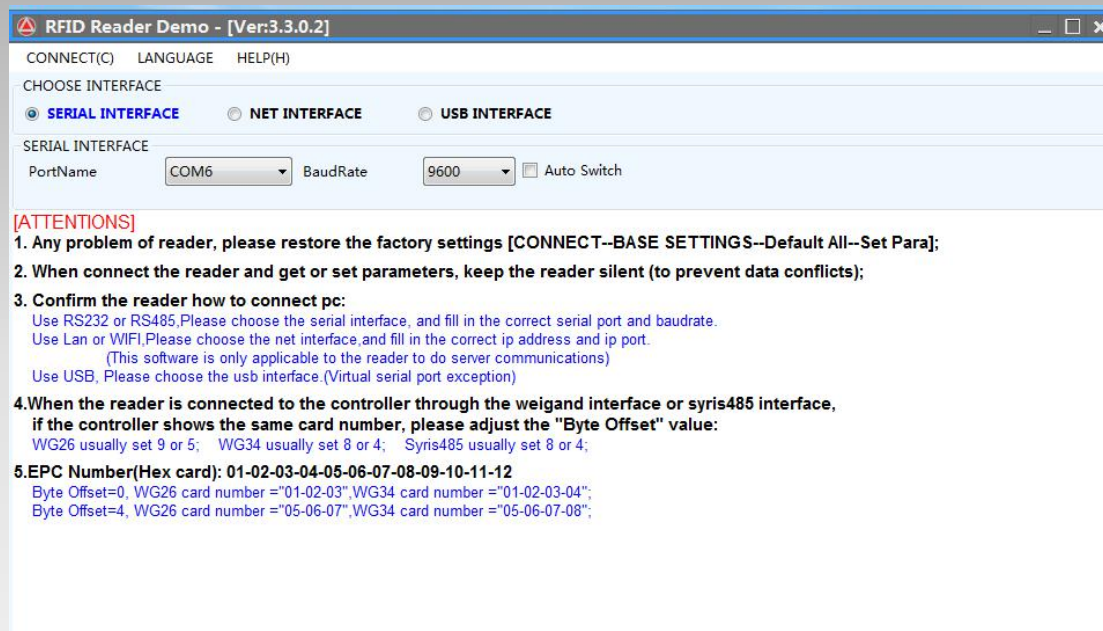 RFID Reader Demo - [Ver:3.3.0.2]
CONNECT(C) LANGUAGE HELP(H)
CHOOSE INTERFACE
SERIAL INTERFACE NET INTERFACE USB INTERFACE
SERIAL INTERFACE
PortName COM6 BaudRate 9600 Auto Switch
[ATTENTIONS]
1. Any problem of reader, please restore the factory settings [CONNECT--BASE SETTINGS--Default All--Set Para];
2. When connect the reader and get or set parameters, keep the reader silent (to prevent data conflicts);
3. Confirm the reader how to connect pc:
Use RS232 or RS485,Please choose the serial interface, and fill in the correct serial port and baudrate.
Use Lan or WIFI,Please choose the net interface,and fill in the correct ip address and ip port.
(This software is only applicable to the reader to do server communications)
Use USB, Please choose the usb interface.(Virtual serial port exception)
4.When the reader is connected to the controller through the weigand interface or syris485 interface,
if the controller shows the same card number, please adjust the "Byte Offset" value:
WG26 usually set 9 or 5; WG34 usually set 8 or 4; Syris485 usually set 8 or 4;
5.EPC Number(Hex card): 01-02-03-04-05-06-07-08-09-10-11-12
Byte Offset=0, WG26 card number ="01-02-03",WG34 card number ="01-02-03-04";
Byte Offset=4, WG26 card number ="05-06-07",WG34 card number ="05-06-07-08";